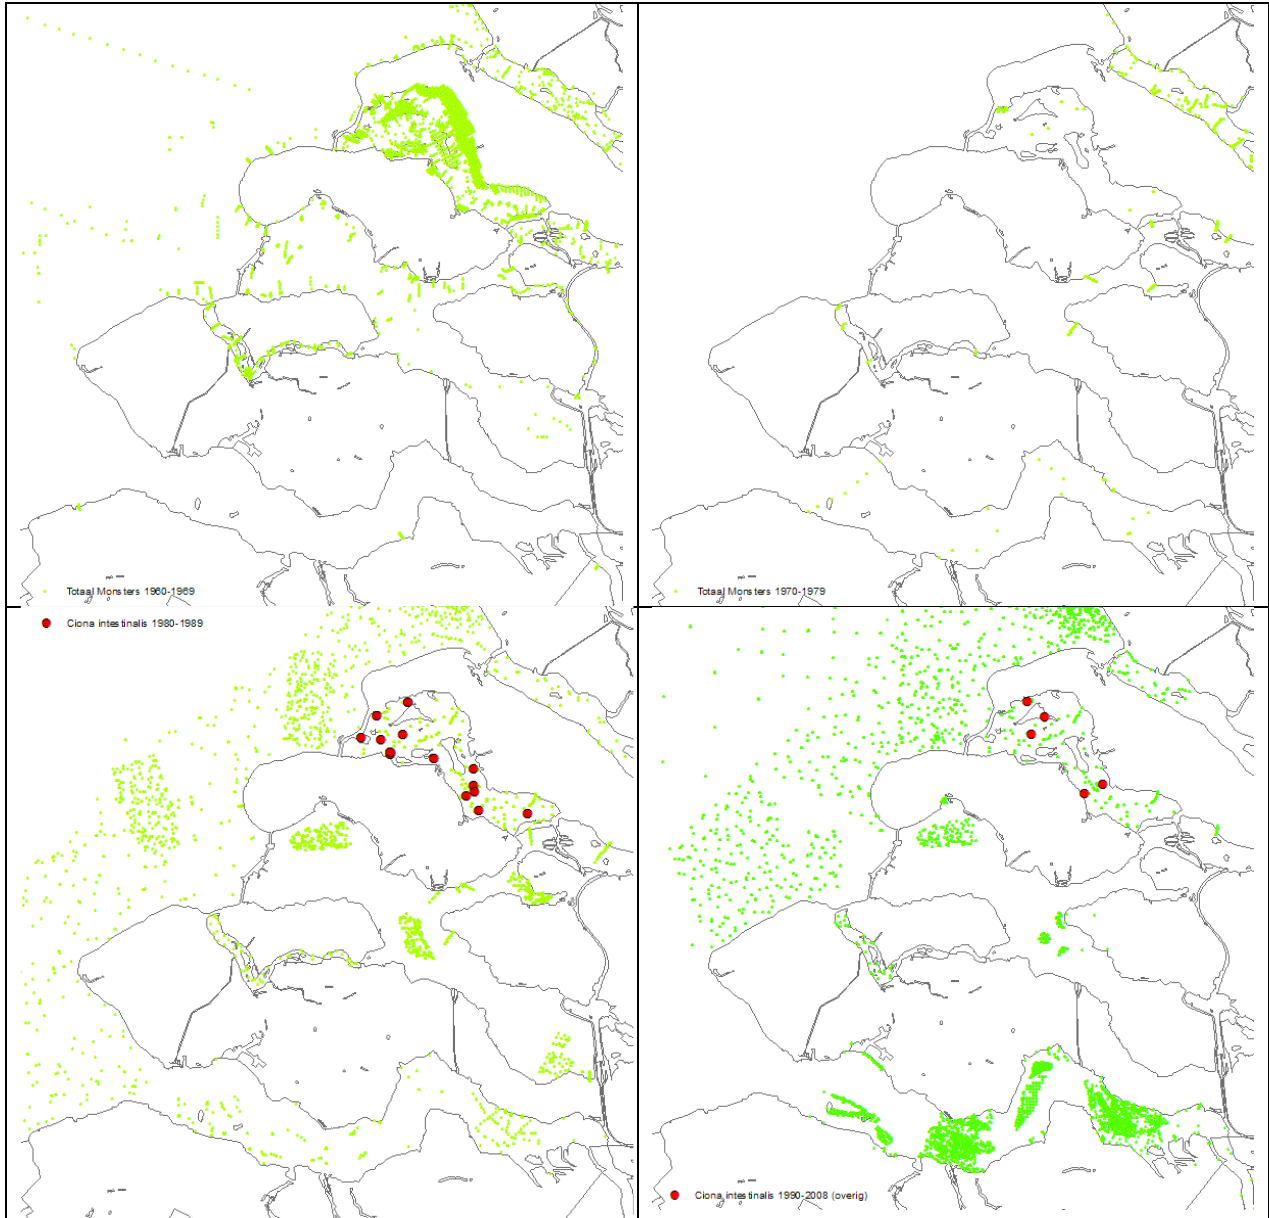 Totaal Monsters 1960-1969
Totaal Monsters 1970-1979
Ciona intestinalis 1980-1989
Ciona intestinalis 1990-2008 (overig)